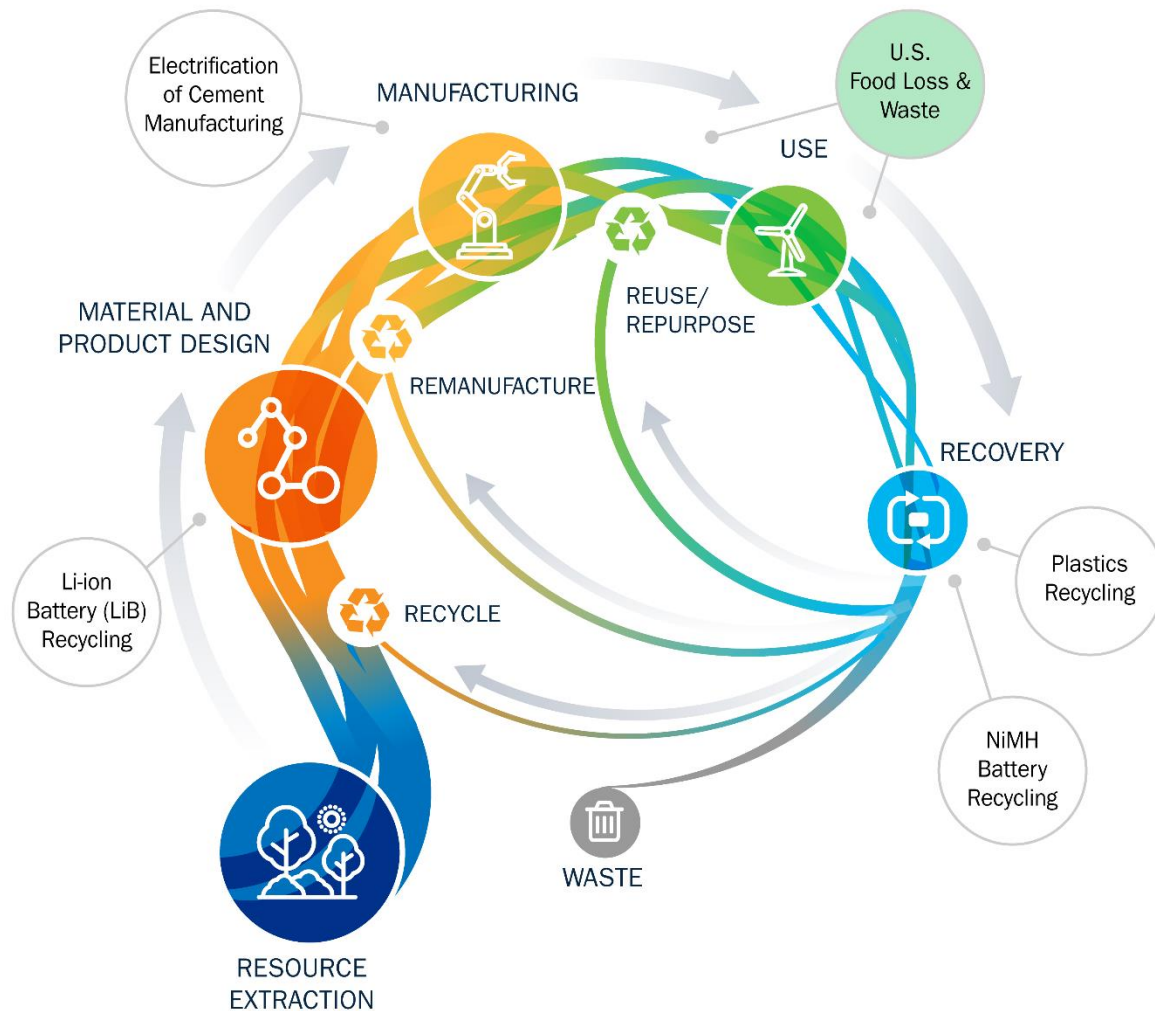 Electrification
of Cement
Manufacturing
MANUFACTURING
U.S.
Food Loss &
Waste
USE
MATERIAL AND
PRODUCT DESIGN
REUSE/
REPURPOSE
REMANUFACTURE
RECOVERY
Li-ion
Battery (LiB)
Recycling
RECYCLE
Plastics
Recycling
NiMH
Battery
Recycling
WASTE
RESOURCE
EXTRACTION